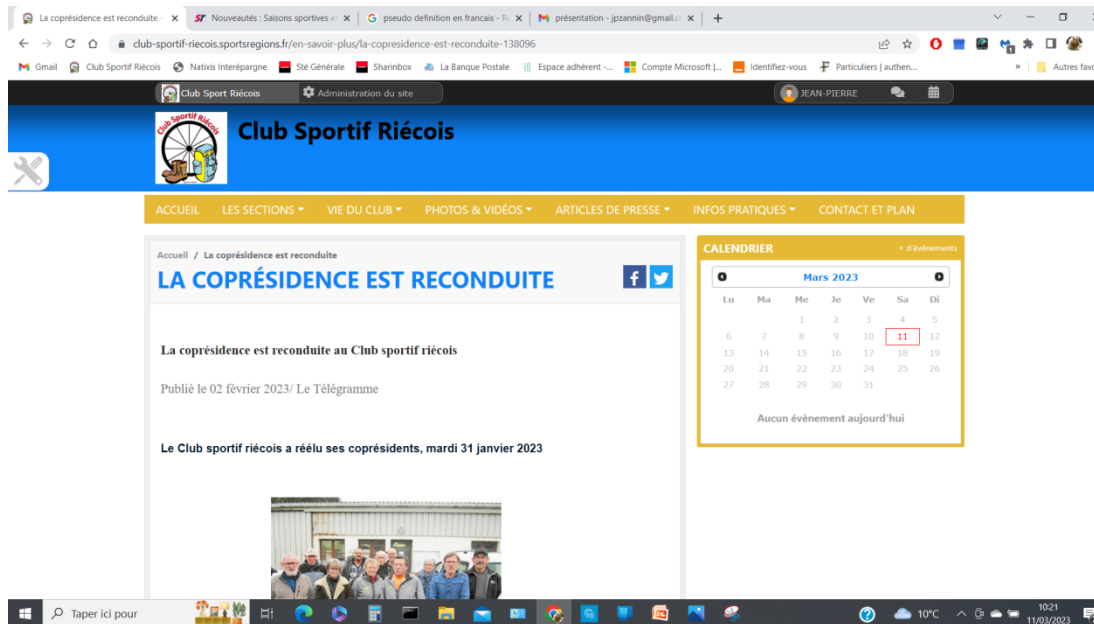 La coprésidence est reconduite -
Nouveautés : Saisons sportives e
pseudo definition en francais - R
présentation - jpzannin@gmail.c
club-sportif-riecois.sportsregions.fr/en-savoir-plus/la-copresidence-est-reconduite-138096
Gmail Club Sportif Riécois Natixis Interépargne Sté Générale Sharinbox La Banque Postale Espace adhérent -... Compte Microsoft |... Identifiez-vous Particuliers | authen... » Autres favo
Club Sport Riécois Administration du site JEAN-PIERRE
Club Sportif Riécois
Club Sportif Riécois
ACCUEIL LES SECTIONS VIE DU CLUB PHOTOS & VIDÉOS ARTICLES DE PRESSE INFOS PRATIQUES CONTACT ET PLAN
Accueil / La coprésidence est reconduite
LA COPRÉSIDENCE EST RECONDUITE
La coprésidence est reconduite au Club sportif riécois
Publié le 02 février 2023/ Le Télégramme
Le Club sportif riécois a réélu ses coprésidents, mardi 31 janvier 2023
CALENDRIER + d'évènements
Mars 2023
Lu Ma Me Je Ve Sa Di
1 2 3 4 5
6 7 8 9 10 11 12
13 14 15 16 17 18 19
20 21 22 23 24 25 26
27 28 29 30 31
Aucun évènement aujourd'hui
Taper ici pour
10°C
10:21
11/03/2023